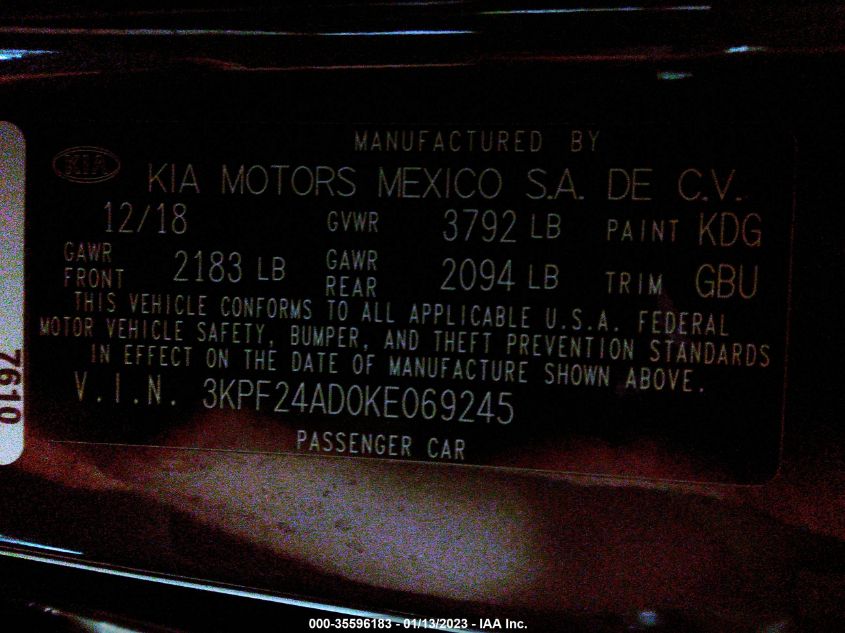 MANUFACTURED BY
KIA
KIA MOTORS MEXICO S.A. DE C.V.
12/18 GVWR 3792 LB PAINT KDG
GAWR FRONT 2183 LB GAWR REAR 2094 LB TRIM GBU
THIS VEHICLE CONFORMS TO ALL APPLICABLE U.S.A. FEDERAL
MOTOR VEHICLE SAFETY, BUMPER, AND THEFT PREVENTION STANDARDS
IN EFFECT ON THE DATE OF MANUFACTURE SHOWN ABOVE.
V.I.N. 3KPF24AD0KE069245
PASSENGER CAR
7610
000-35596183 - 01/13/2023 - IAA Inc.